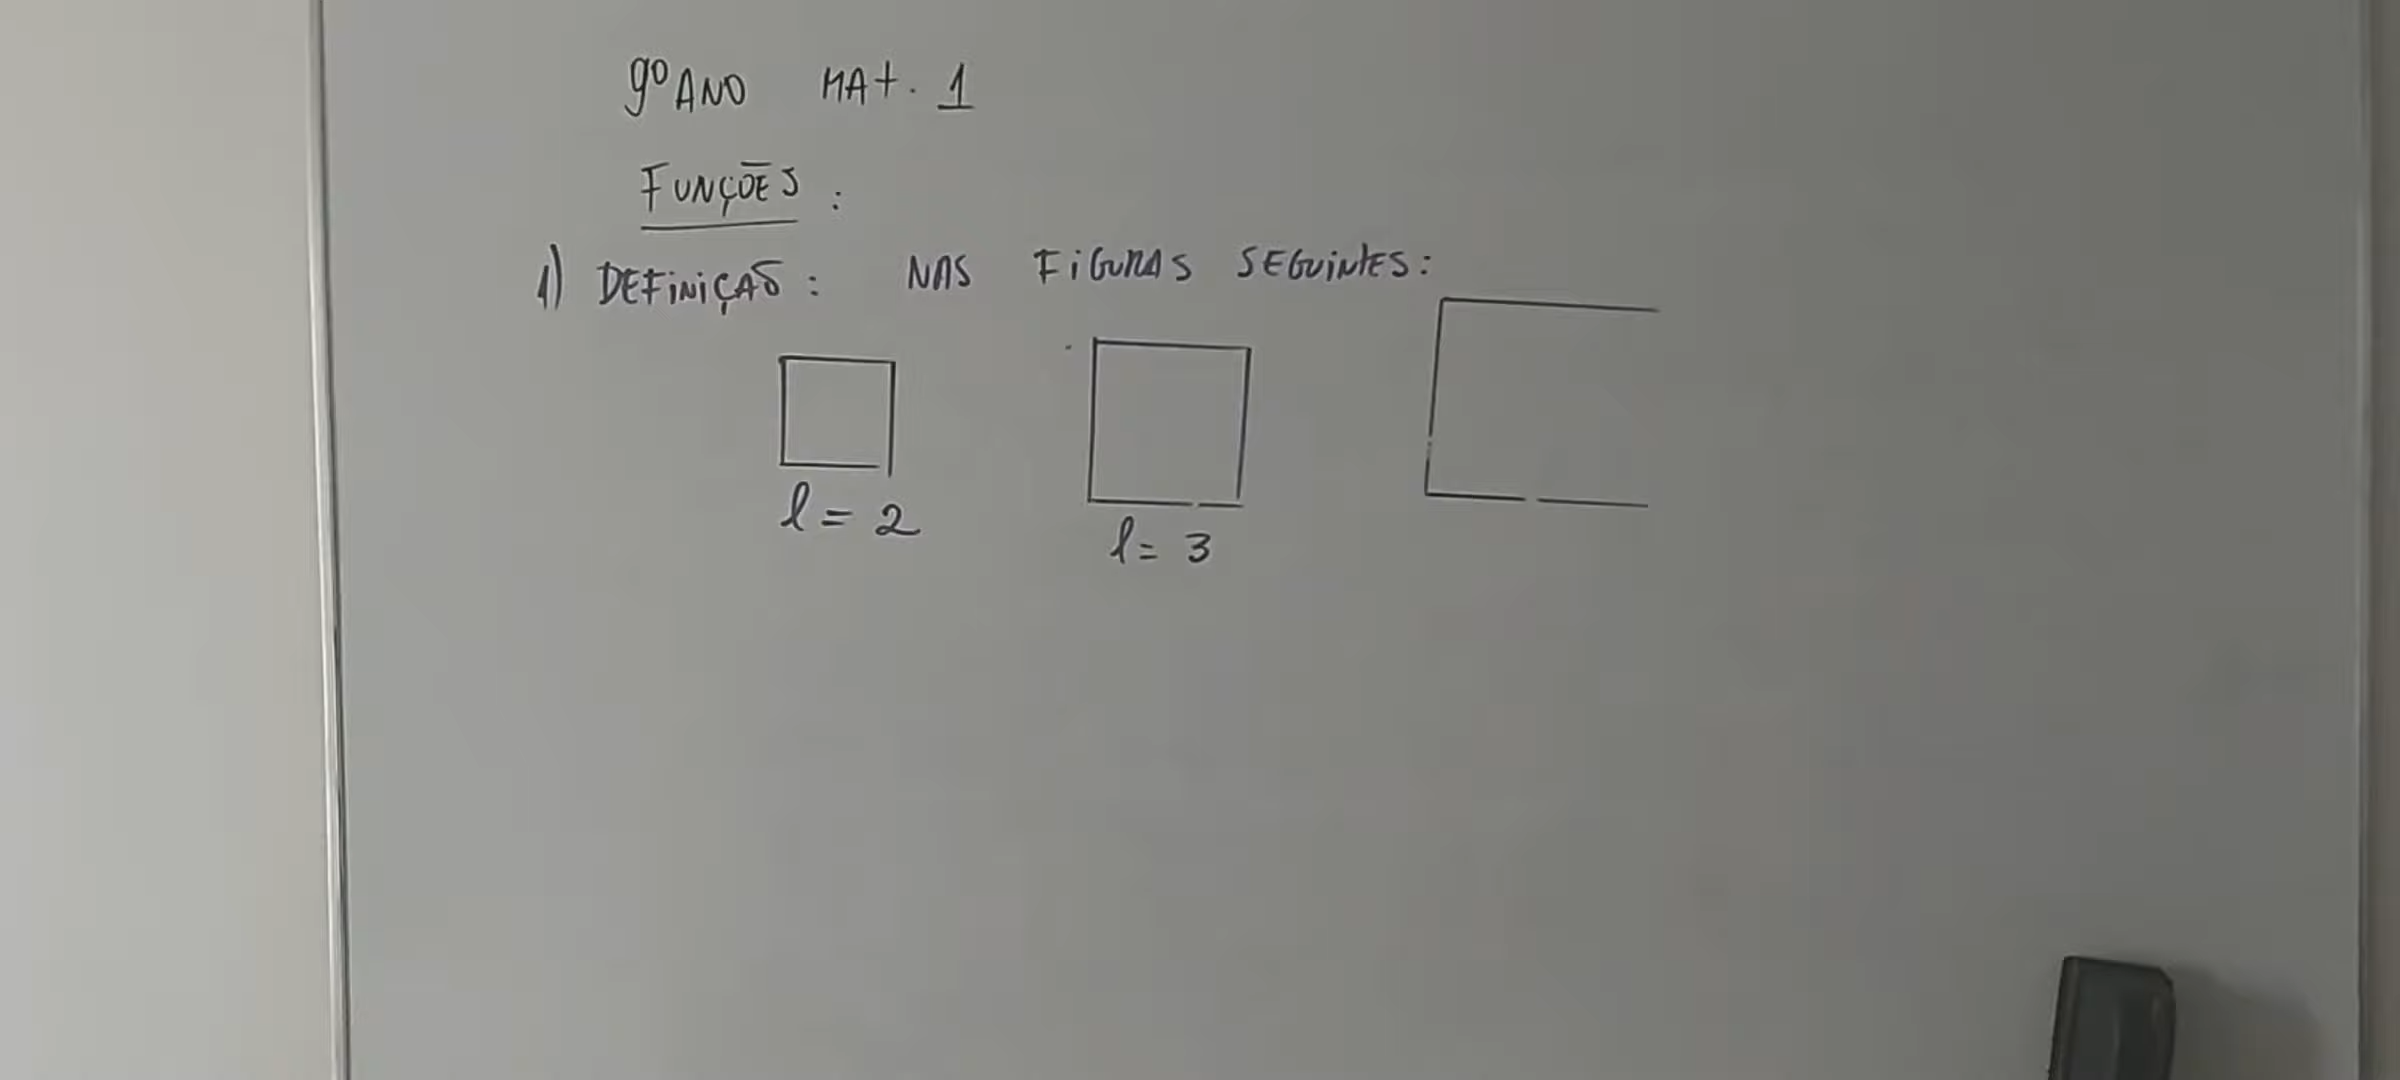 9º ANO MAT. 1
FUNÇÕES :
1) DEFINIÇÃO : NAS FIGURAS SEGUINTES :
l = 2
l = 3